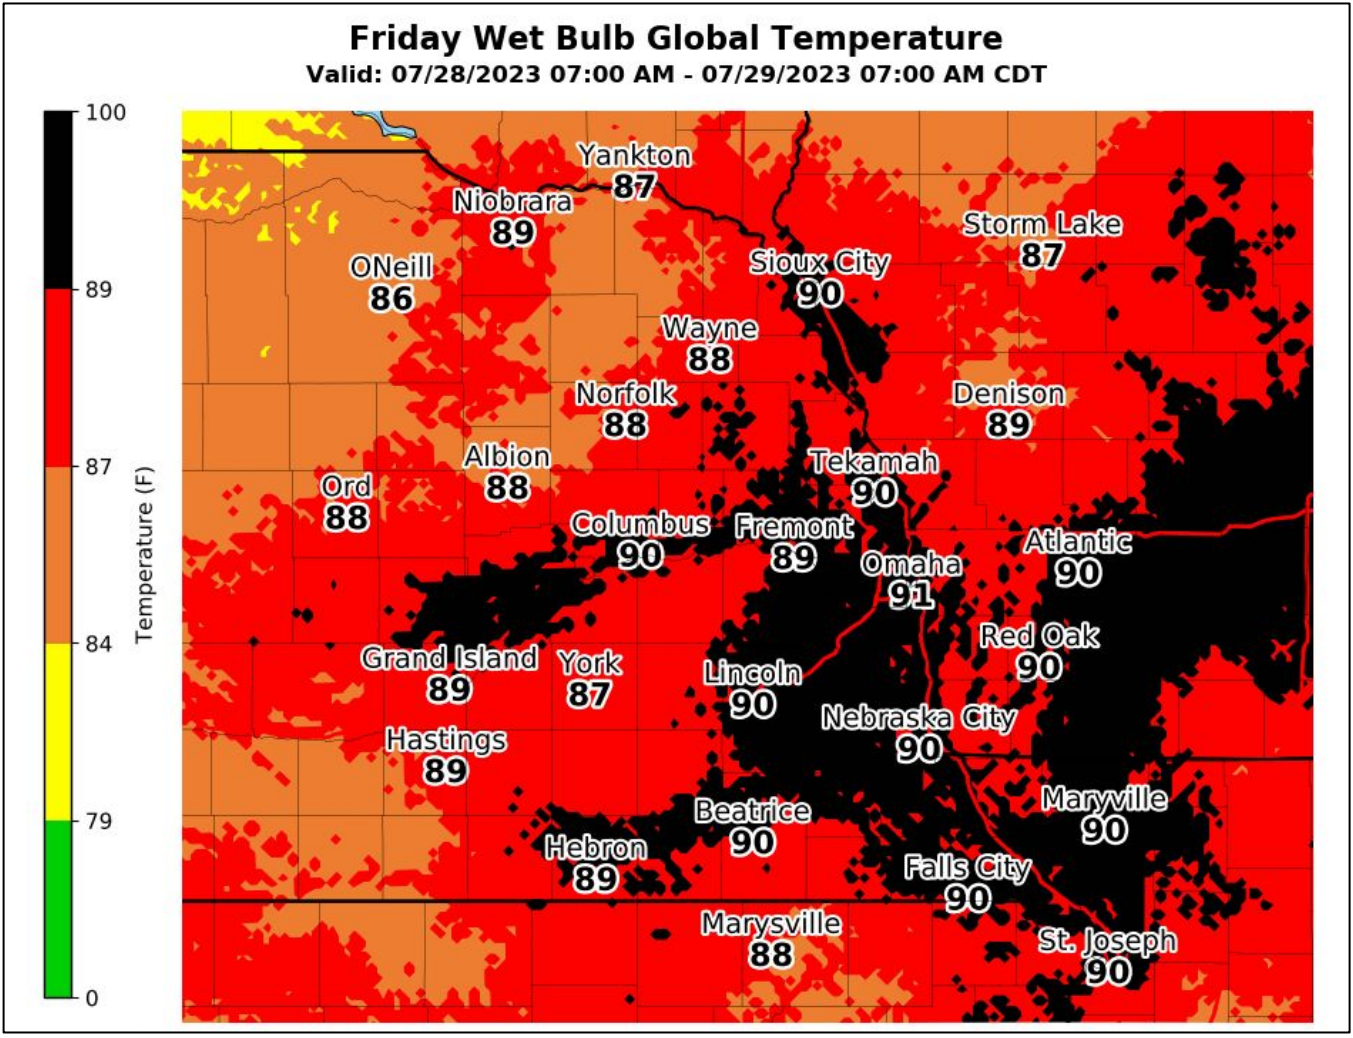 Friday Wet Bulb Global Temperature
Valid: 07/28/2023 07:00 AM - 07/29/2023 07:00 AM CDT
100
89
87
84
79
0
Temperature (F)
Yankton
87
Niobrara
89
Storm Lake
87
ONeill
86
Sioux City
90
Wayne
88
Norfolk
88
Denison
89
Albion
88
Tekamah
90
Ord
88
Columbus
90
Fremont
89
Atlantic
90
Omaha
91
Red Oak
90
Grand Island
89
York
87
Lincoln
90
Nebraska City
90
Hastings
89
Beatrice
90
Maryville
90
Hebron
89
Falls City
90
Marysville
88
St. Joseph
90